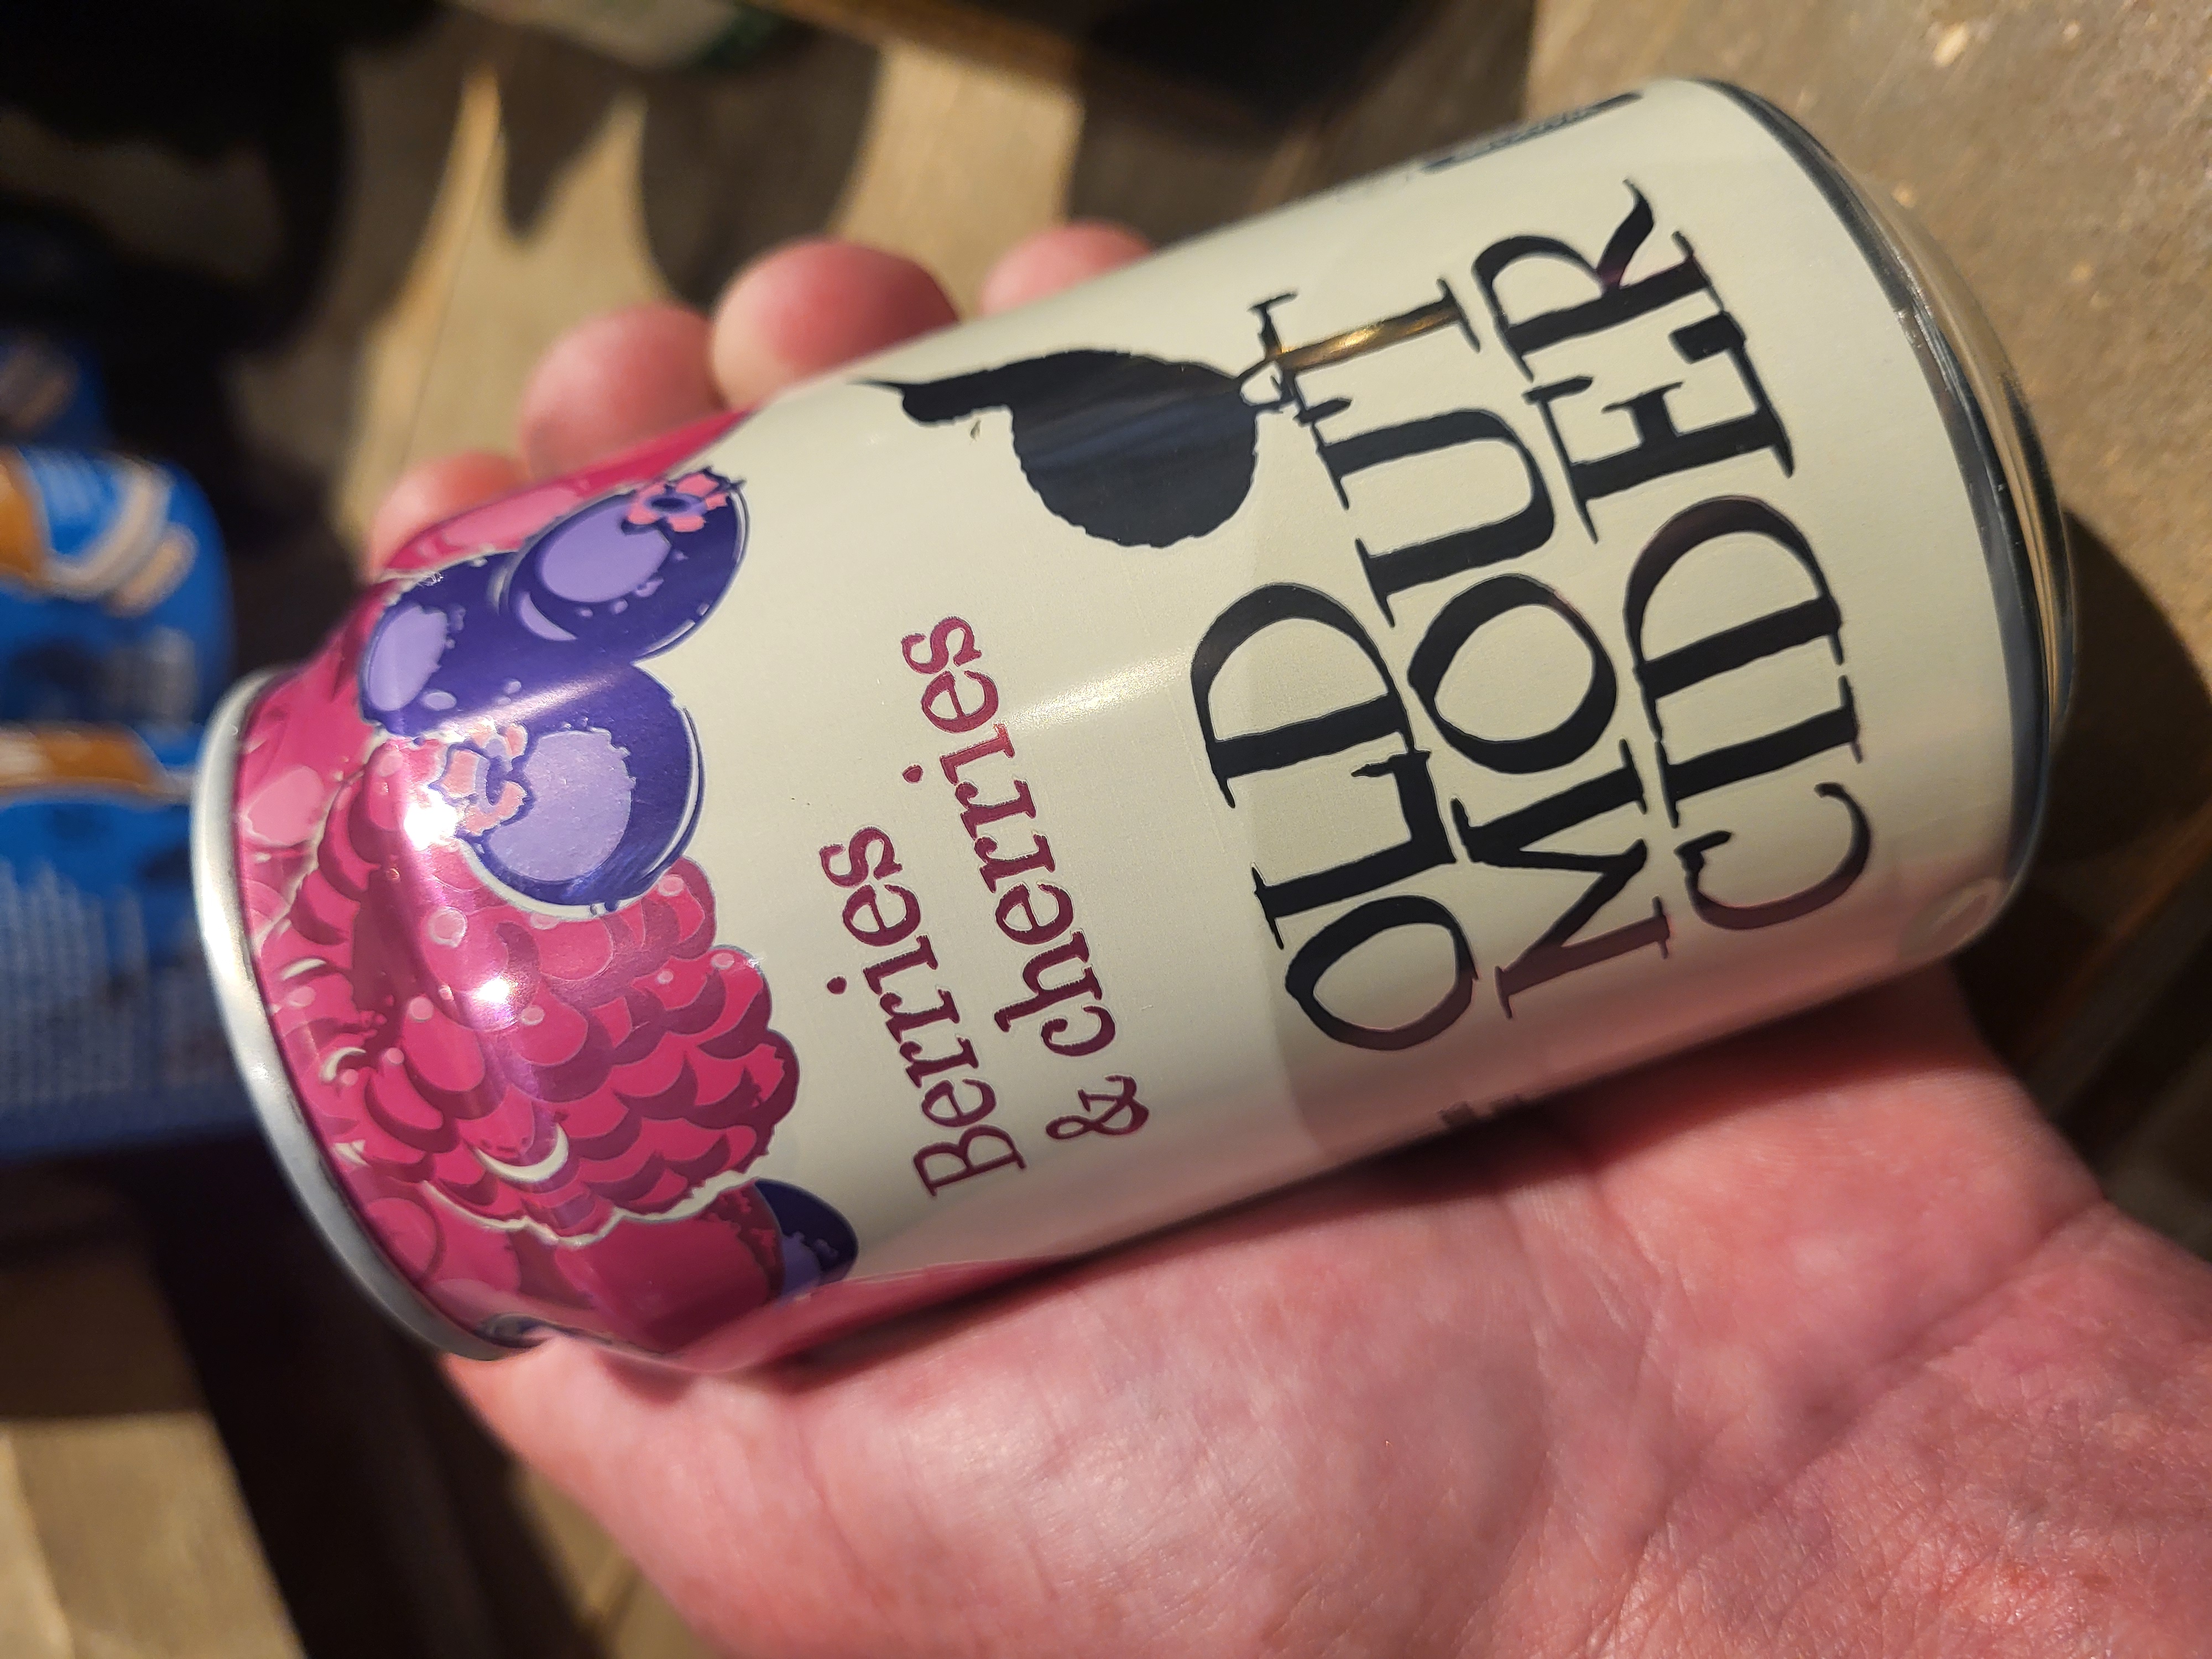 Berries
& cherries
OLD
MOUT
CIDER